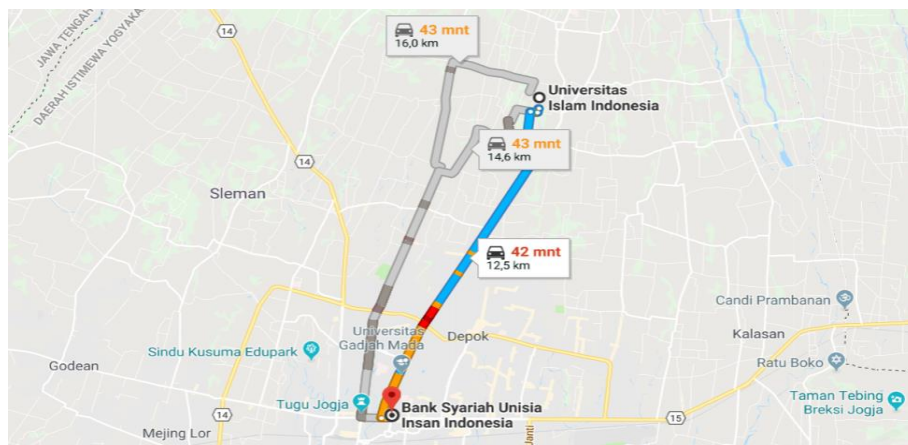 JAWA TENGAH
DAERAH ISTIMEWA YOGYAKA
14
43 mnt
16,0 km
Universitas
Islam Indonesia
43 mnt
14,6 km
14
Sleman
42 mnt
12,5 km
Candi Prambanan
Universitas
Gadjah Mada
Depok
Kalasan
Sindu Kusuma Edupark
Godean
Ratu Boko
Tugu Jogja
Bank Syariah Unisia
Insan Indonesia
14
15
Taman Tebing
Breksi Jogja
Mejing Lor
Janti